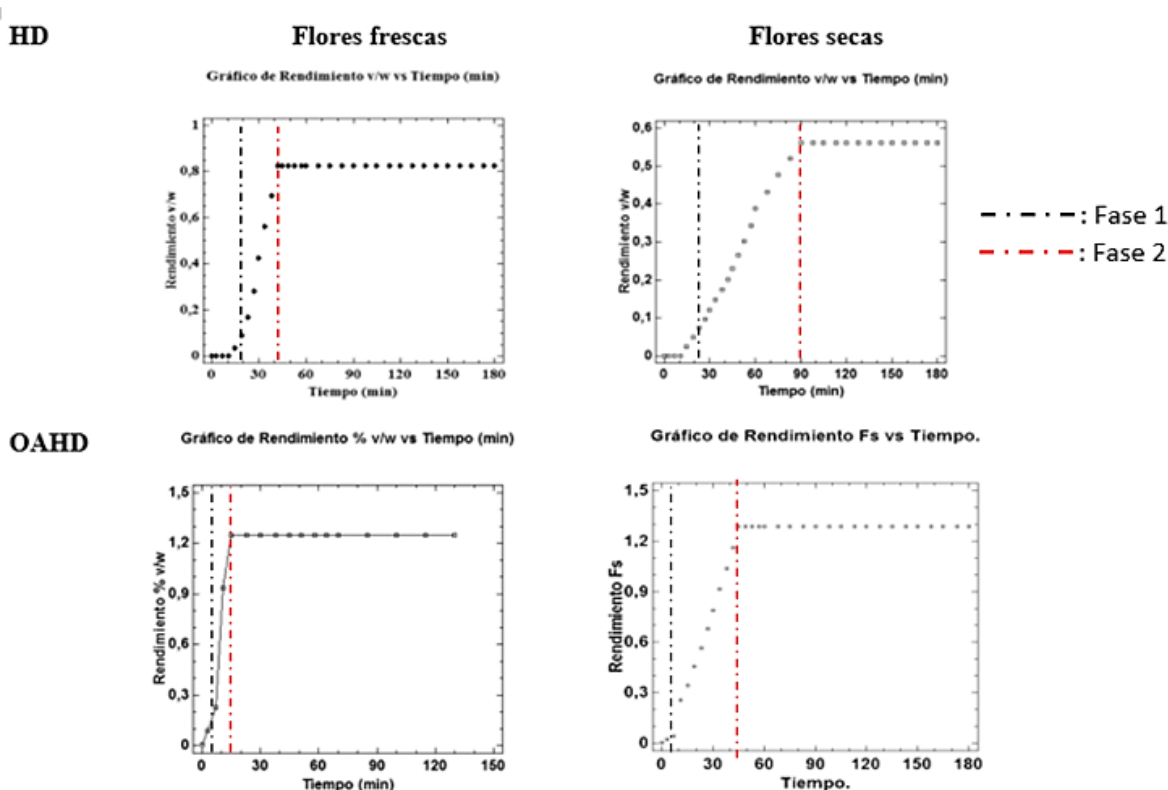 HD
Flores frescas
Flores secas
Gráfico de Rendimiento v/w vs Tiempo (min)
Gráfico de Rendimiento v/w vs Tiempo (min)
Rendimiento v/w
1
0,8
0,6
0,4
0,2
0
0 30 60 90 120 150 180
Tiempo (min)
Rendimiento v/w
0,6
0,5
0,4
0,3
0,2
0,1
0
0 30 60 90 120 150 180
Tiempo (min)
: Fase 1
: Fase 2
OAHD
Gráfico de Rendimiento % v/w vs Tiempo (min)
Gráfico de Rendimiento Fs vs Tiempo.
Rendimiento % v/w
1,5
1,2
0,9
0,6
0,3
0
0 30 60 90 120 150
Tiempo (min)
Rendimiento Fs
1,5
1,2
0,9
0,6
0,3
0
0 30 60 90 120 150 180
Tiempo.